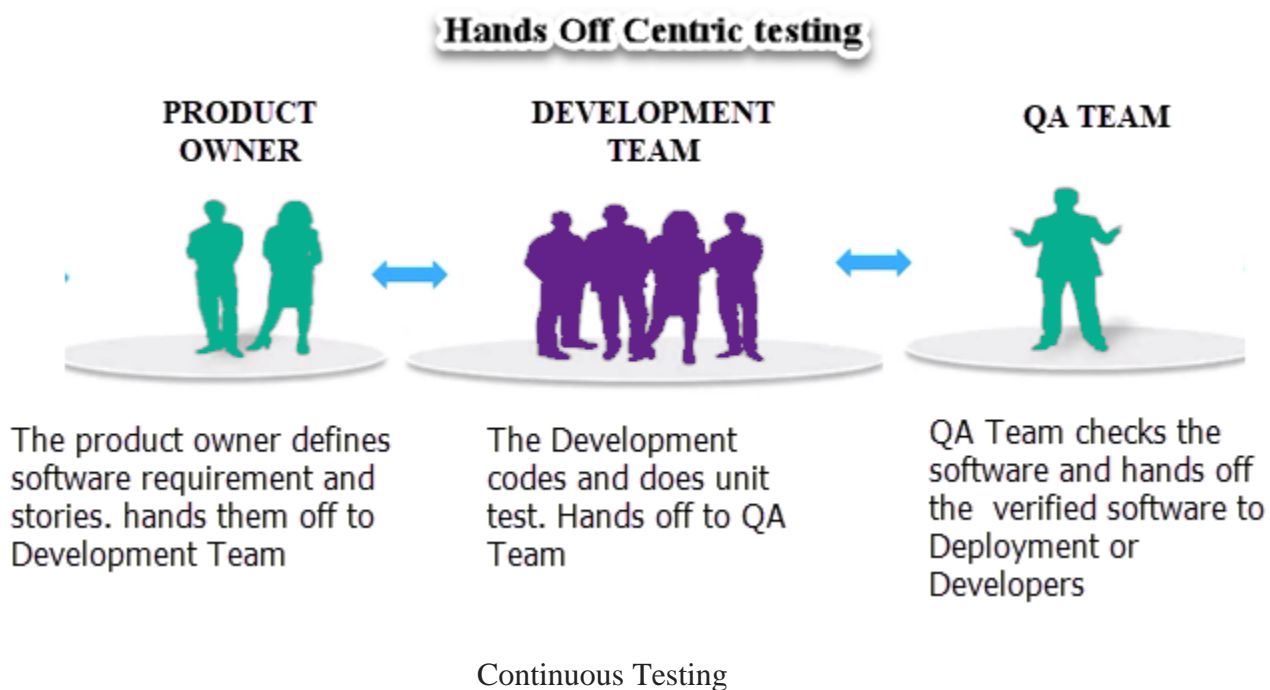 Hands Off Centric testing
PRODUCT
OWNER
DEVELOPMENT
TEAM
QA TEAM
The product owner defines
software requirement and
stories. hands them off to
Development Team
The Development
codes and does unit
test. Hands off to QA
Team
QA Team checks the
software and hands off
the verified software to
Deployment or
Developers
Continuous Testing